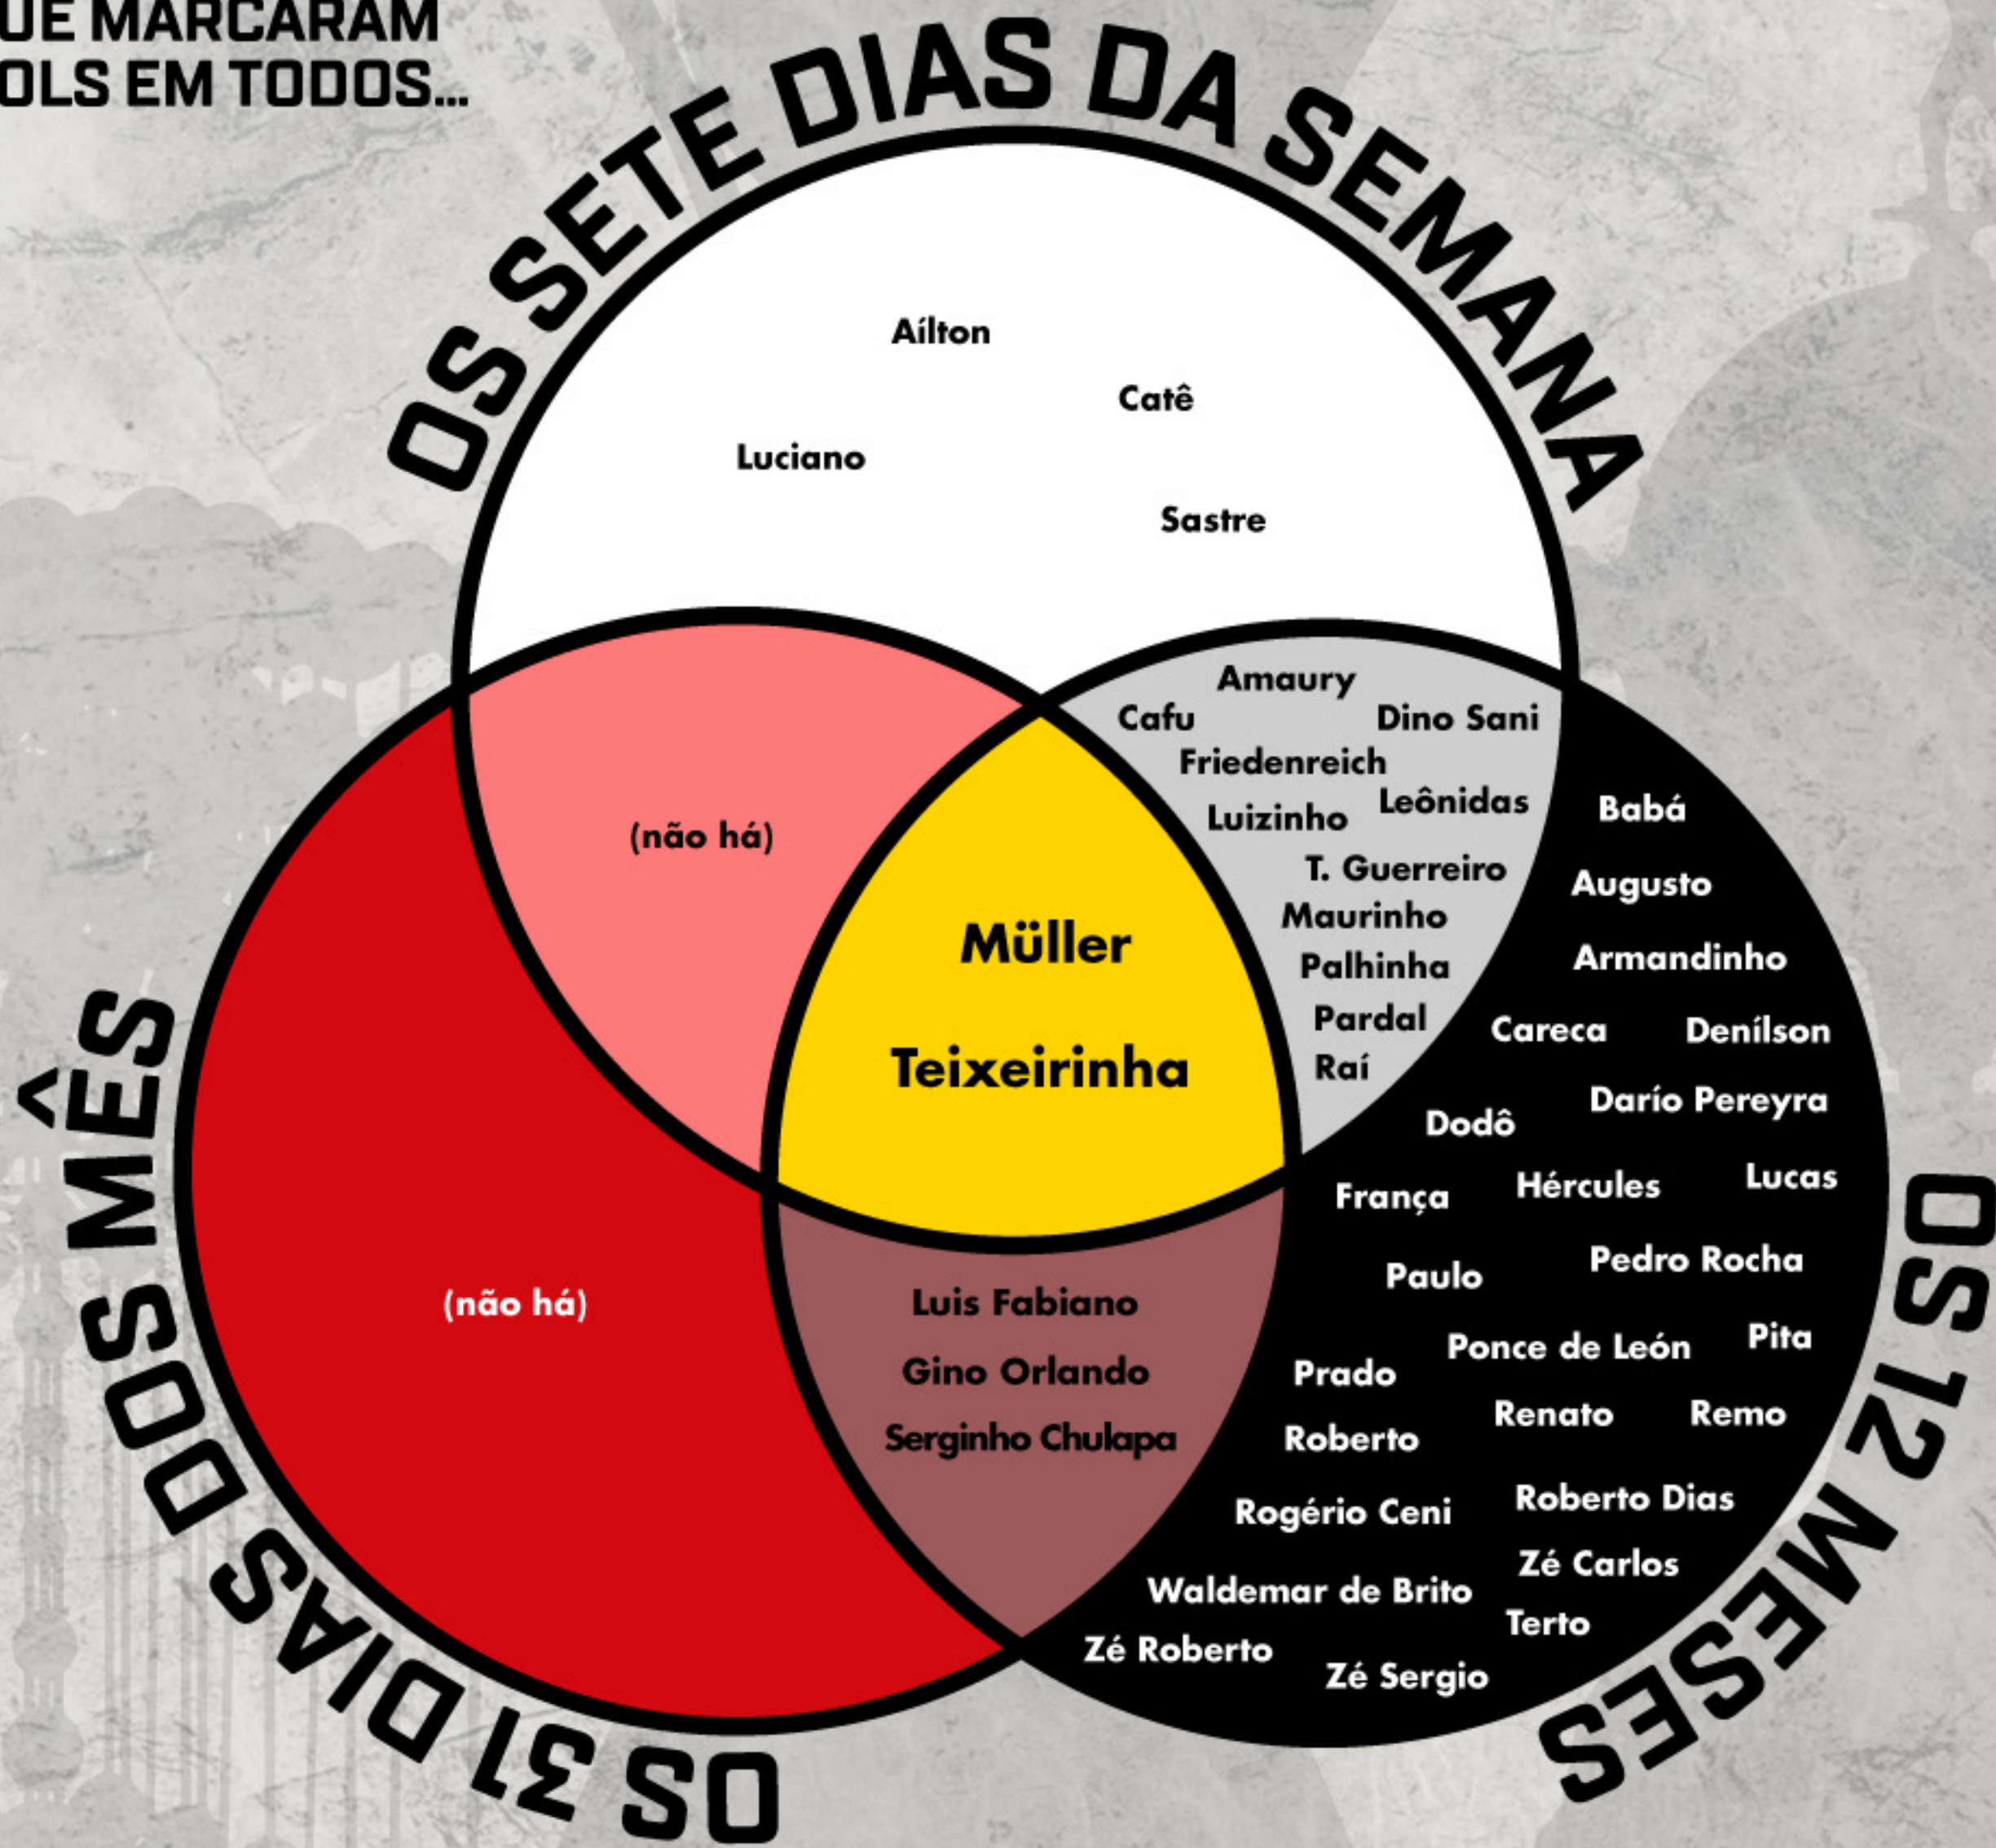 UE MARCARAM
OLS EM TODOS...
OS SETE DIAS DA SEMANA
Aílton
Catê
Luciano
Sastre
(não há)
Amaury
Cafu
Dino Sani
Friedenreich
Leônidas
Luizinho
T. Guerreiro
Maurinho
Palhinha
Pardal
Raí
Müller
Teixeirinha
OS 31 DIAS DOS MÊS
(não há)
Luis Fabiano
Gino Orlando
Serginho Chulapa
OS 12 MESES
Babá
Augusto
Armandinho
Careca
Denílson
Darío Pereyra
Dodô
França
Hércules
Lucas
Paulo
Pedro Rocha
Ponce de León
Pita
Prado
Renato
Remo
Roberto
Rogério Ceni
Roberto Dias
Zé Carlos
Waldemar de Brito
Terto
Zé Roberto
Zé Sergio